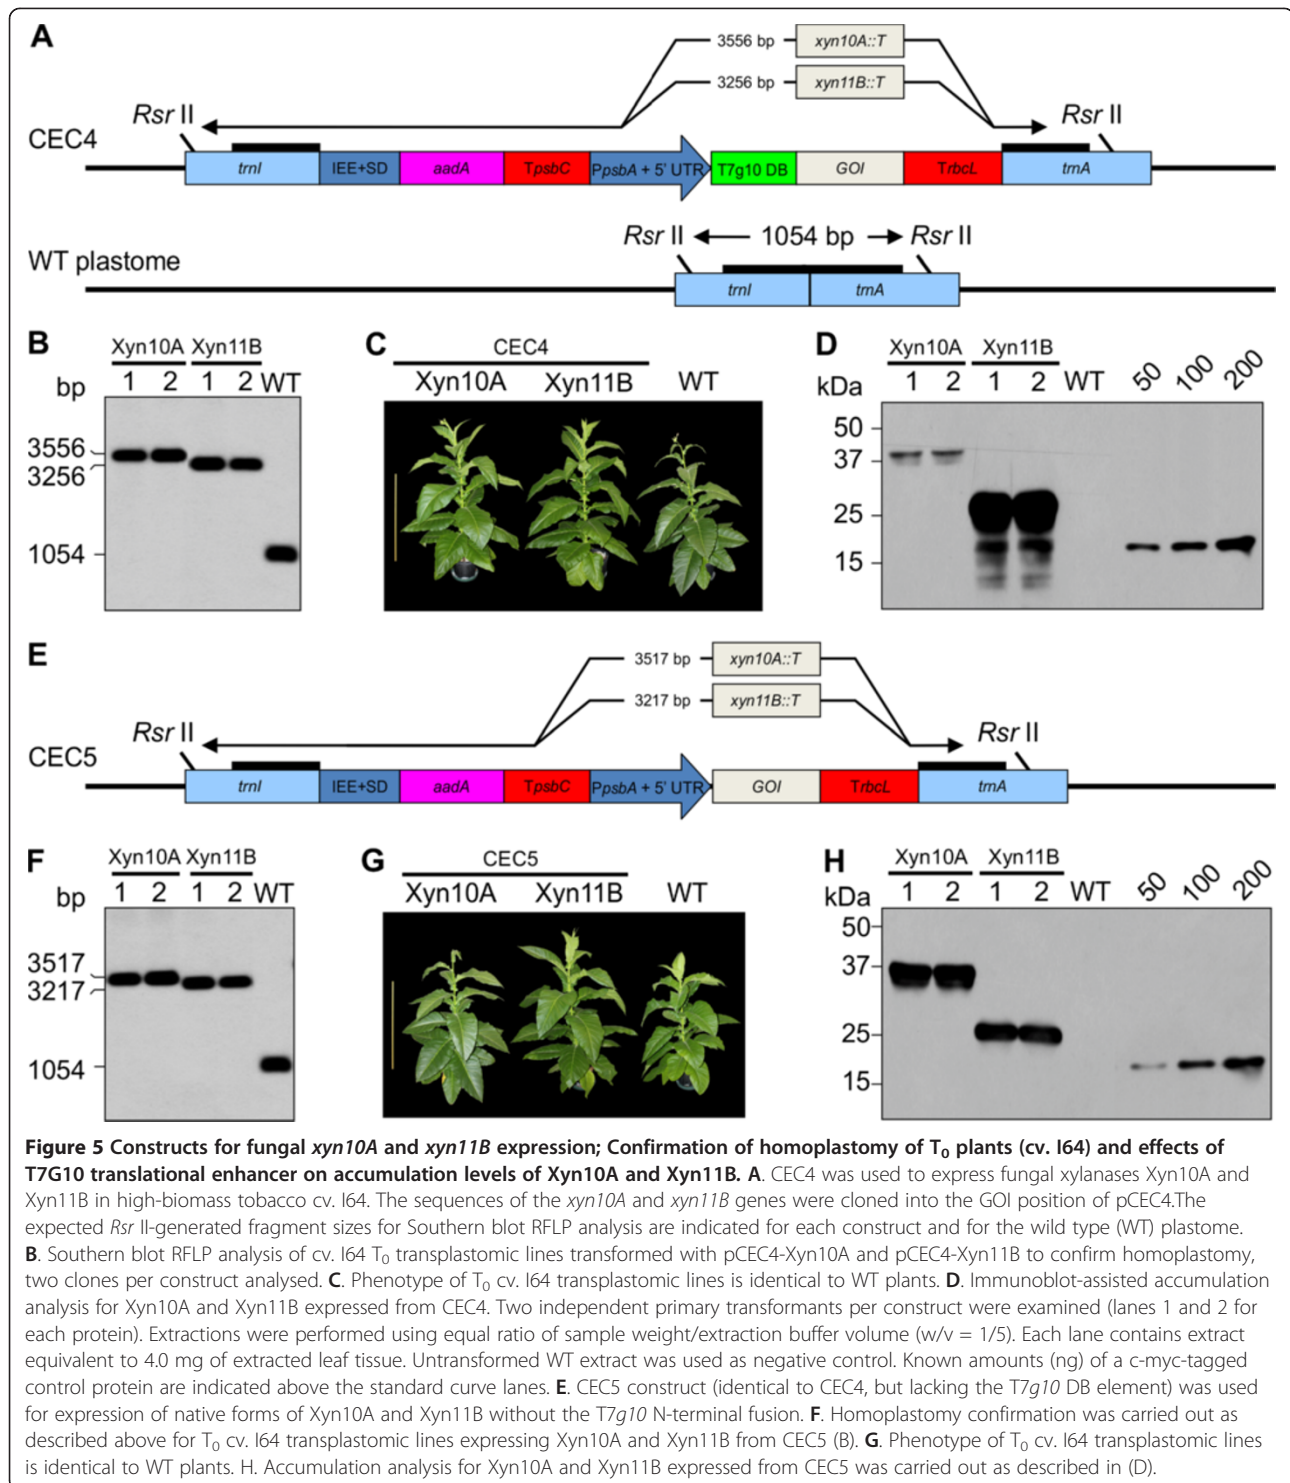 A
3556 bp
xyn10A::T
3256 bp
xyn11B::T
Rsr II
Rsr II
CEC4
trnI
IEE+SD
aadA
TpsbC
PpsbA + 5' UTR
T7g10 DB
GOI
TrbcL
trnA
Rsr II
1054 bp
Rsr II
WT plastome
trnI
trnA
B
Xyn10A Xyn11B
bp
1 2 1 2 WT
3556
3256
1054
C
CEC4
Xyn10A Xyn11B WT
D
Xyn10A Xyn11B
kDa
1 2 1 2 WT 50 100 200
50
37
25
15
E
3517 bp
xyn10A::T
3217 bp
xyn11B::T
Rsr II
Rsr II
CEC5
trnI
IEE+SD
aadA
TpsbC
PpsbA + 5' UTR
GOI
TrbcL
trnA
F
Xyn10A Xyn11B
bp
1 2 1 2 WT
3517
3217
1054
G
CEC5
Xyn10A Xyn11B WT
H
Xyn10A Xyn11B
kDa
1 2 1 2 WT 50 100 200
50
37
25
15
Figure 5 Constructs for fungal xyn10A and xyn11B expression; Confirmation of homoplastomy of T0 plants (cv. I64) and effects of
T7G10 translational enhancer on accumulation levels of Xyn10A and Xyn11B. A. CEC4 was used to express fungal xylanases Xyn10A and
Xyn11B in high-biomass tobacco cv. I64. The sequences of the xyn10A and xyn11B genes were cloned into the GOI position of pCEC4.The
expected Rsr II-generated fragment sizes for Southern blot RFLP analysis are indicated for each construct and for the wild type (WT) plastome.
B. Southern blot RFLP analysis of cv. I64 T0 transplastomic lines transformed with pCEC4-Xyn10A and pCEC4-Xyn11B to confirm homoplastomy,
two clones per construct analysed. C. Phenotype of T0 cv. I64 transplastomic lines is identical to WT plants. D. Immunoblot-assisted accumulation
analysis for Xyn10A and Xyn11B expressed from CEC4. Two independent primary transformants per construct were examined (lanes 1 and 2 for
each protein). Extractions were performed using equal ratio of sample weight/extraction buffer volume (w/v = 1/5). Each lane contains extract
equivalent to 4.0 mg of extracted leaf tissue. Untransformed WT extract was used as negative control. Known amounts (ng) of a c-myc-tagged
control protein are indicated above the standard curve lanes. E. CEC5 construct (identical to CEC4, but lacking the T7g10 DB element) was used
for expression of native forms of Xyn10A and Xyn11B without the T7g10 N-terminal fusion. F. Homoplastomy confirmation was carried out as
described above for T0 cv. I64 transplastomic lines expressing Xyn10A and Xyn11B from CEC5 (B). G. Phenotype of T0 cv. I64 transplastomic lines
is identical to WT plants. H. Accumulation analysis for Xyn10A and Xyn11B expressed from CEC5 was carried out as described in (D).